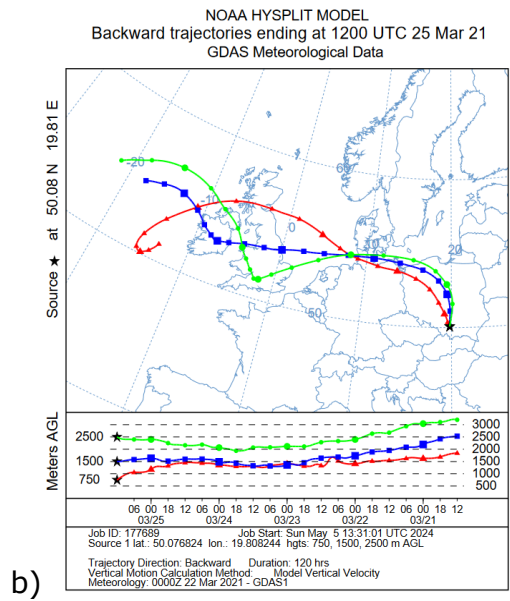 NOAA HYSPLIT MODEL
Backward trajectories ending at 1200 UTC 25 Mar 21
GDAS Meteorological Data
Source ★ at 50.08 N 19.81 E
-20
-10
0
10
20
60
50
Meters AGL
2500
1500
750
3000
2500
2000
1500
1000
500
06 00 18 12 06 00 18 12 06 00 18 12 06 00 18 12 06 00 18 12
03/25 03/24 03/23 03/22 03/21
Job ID: 177689 Job Start: Sun May 5 13:31:01 UTC 2024
Source 1 lat.: 50.076824 lon.: 19.808244 hgts: 750, 1500, 2500 m AGL
Trajectory Direction: Backward Duration: 120 hrs
Vertical Motion Calculation Method: Model Vertical Velocity
Meteorology: 0000Z 22 Mar 2021 - GDAS1
b)